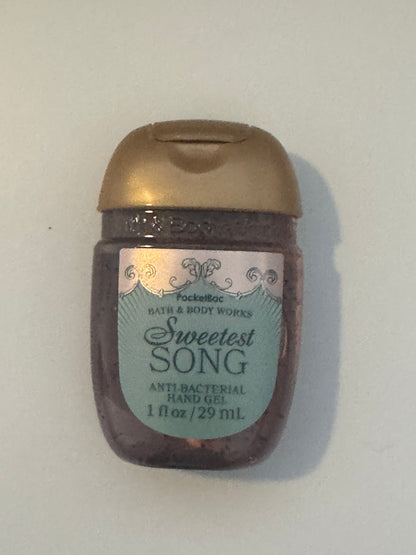 PocketBac
BATH & BODY WORKS
Sweetest
SONG
ANTI-BACTERIAL
HAND GEL
1 fl oz / 29 mL